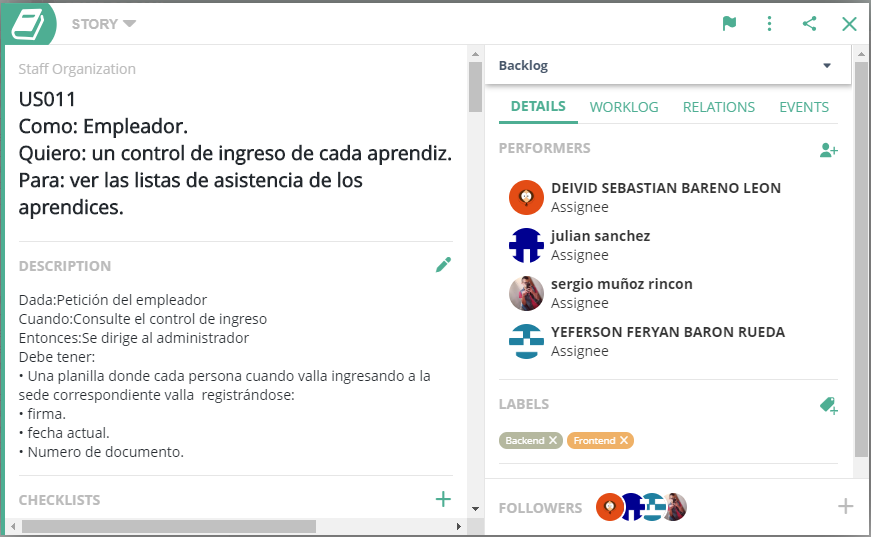 STORY
Staff Organization
US011
Como: Empleador.
Quiero: un control de ingreso de cada aprendiz.
Para: ver las listas de asistencia de los
aprendices.
DESCRIPTION
Dada:Petición del empleador
Cuando:Consulte el control de ingreso
Entonces:Se dirige al administrador
Debe tener:
• Una planilla donde cada persona cuando valla ingresando a la
sede correspondiente valla  registrándose:
• firma.
• fecha actual.
• Numero de documento.
CHECKLISTS
Backlog
DETAILS WORKLOG RELATIONS EVENTS
PERFORMERS
DEIVID SEBASTIAN BARENO LEON
Assignee
julian sanchez
Assignee
sergio muñoz rincon
Assignee
YEFERSON FERYAN BARON RUEDA
Assignee
LABELS
Backend Frontend
FOLLOWERS